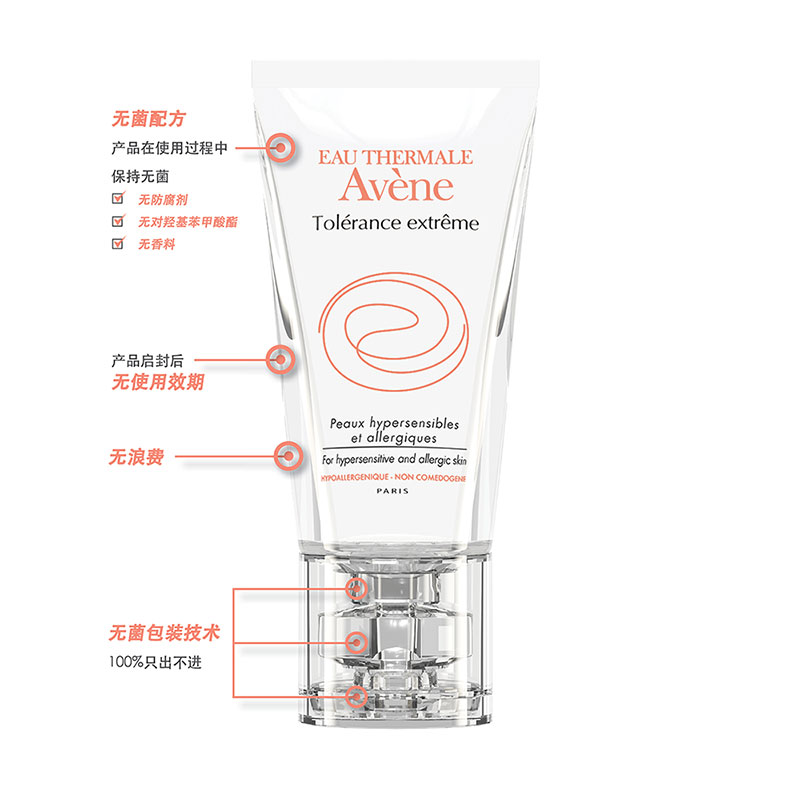 无菌配方
产品在使用过程中
保持无菌
无防腐剂
无对羟基苯甲酸酯
无香料
产品启封后
无使用效期
无浪费
无菌包装技术
100%只出不进
EAU THERMALE
Avène
Tolérance extrême
Peaux hypersensibles
et allergiques
For hypersensitive and allergic skin
HYPOALLERGENIQUE - NON COMEDOGENE
PARIS